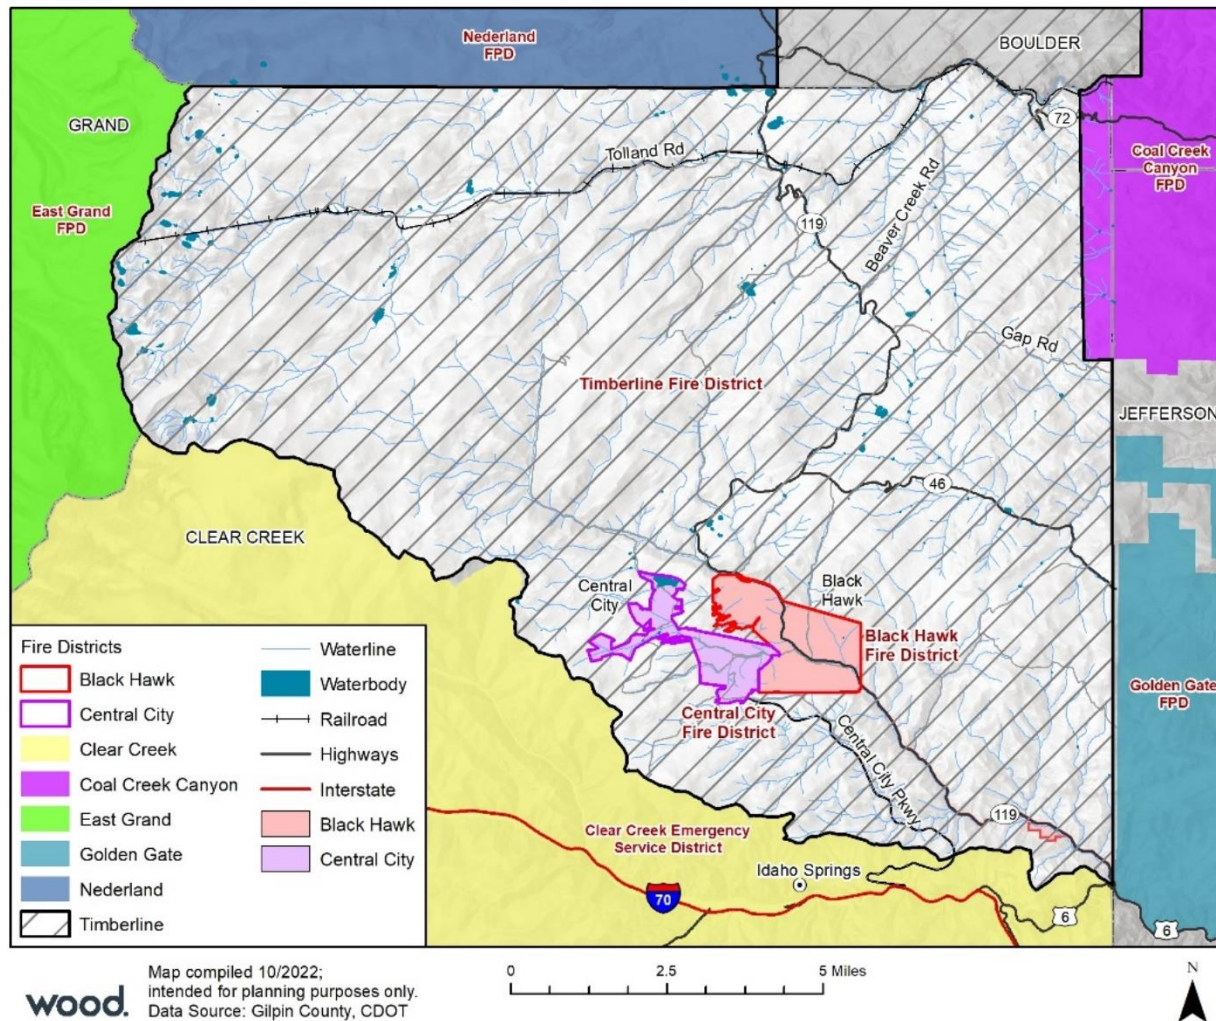 Nederland
FPD
BOULDER
GRAND
72
Tolland Rd
Coal Creek
Canyon
FPD
East Grand
FPD
119
Beaver Creek Rd
Gap Rd
Timberline Fire District
JEFFERSON
46
CLEAR CREEK
Central
City
Black
Hawk
Black Hawk
Fire District
Golden Gate
FPD
Central City
Fire District
Central City Pkwy
119
Clear Creek Emergency
Service District
Idaho Springs
70
6
6
Fire Districts
Black Hawk
Central City
Clear Creek
Coal Creek Canyon
East Grand
Golden Gate
Nederland
Timberline
Waterline
Waterbody
Railroad
Highways
Interstate
Black Hawk
Central City
wood.
Map compiled 10/2022;
intended for planning purposes only.
Data Source: Gilpin County, CDOT
0 2.5 5 Miles
N